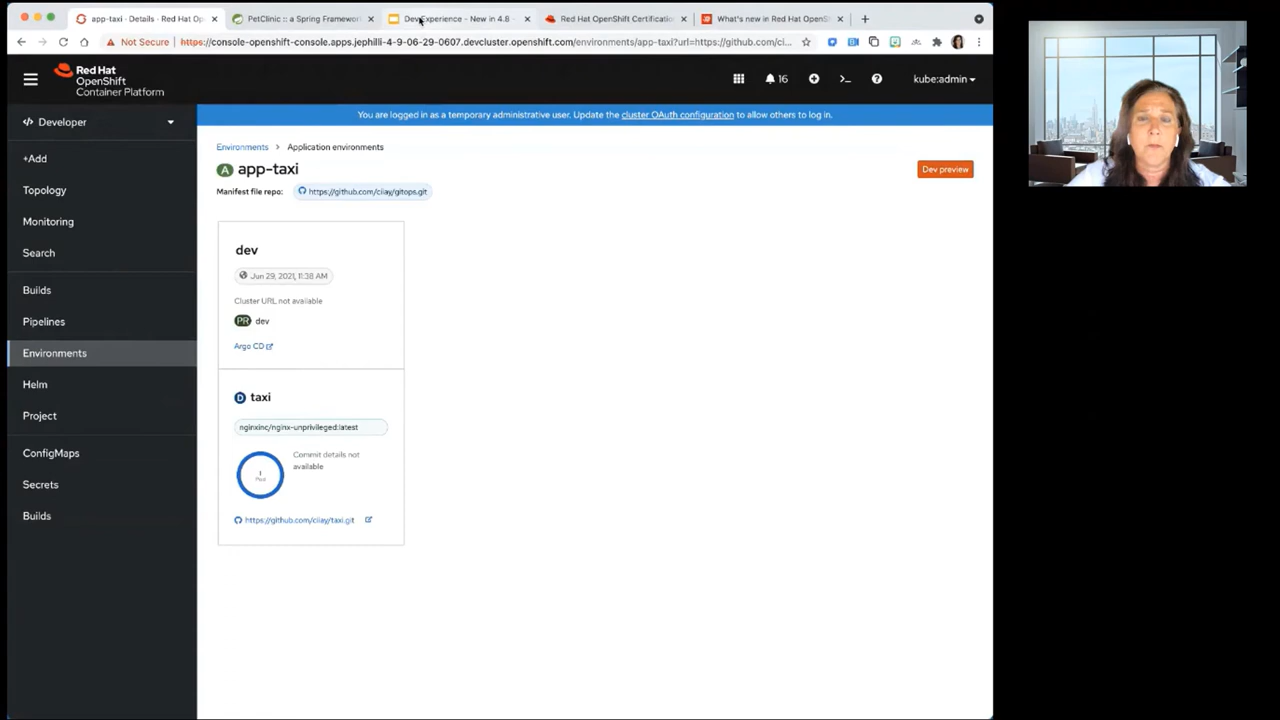 app-taxi · Details · Red Hat Op
PetClinic :: a Spring Framewor
DevExperience - New in 4.8
Red Hat OpenShift Certificatio
What's new in Red Hat OpenSh
Not Secure
https://console-openshift-console.apps.jephilli-4-9-06-29-0607.devcluster.openshift.com/environments/app-taxi?url=https://github.com/ci...
Red Hat
OpenShift
Container Platform
16
kube:admin
You are logged in as a temporary administrative user. Update the cluster OAuth configuration to allow others to log in.
Developer
+Add
Topology
Monitoring
Search
Builds
Pipelines
Environments
Helm
Project
ConfigMaps
Secrets
Builds
Environments > Application environments
A app-taxi
Dev preview
Manifest file repo: https://github.com/ciiay/gitops.git
dev
Jun 29, 2021, 11:38 AM
Cluster URL not available
PR dev
Argo CD
D taxi
nginxinc/nginx-unprivileged:latest
1
Pod
Commit details not
available
https://github.com/ciiay/taxi.git